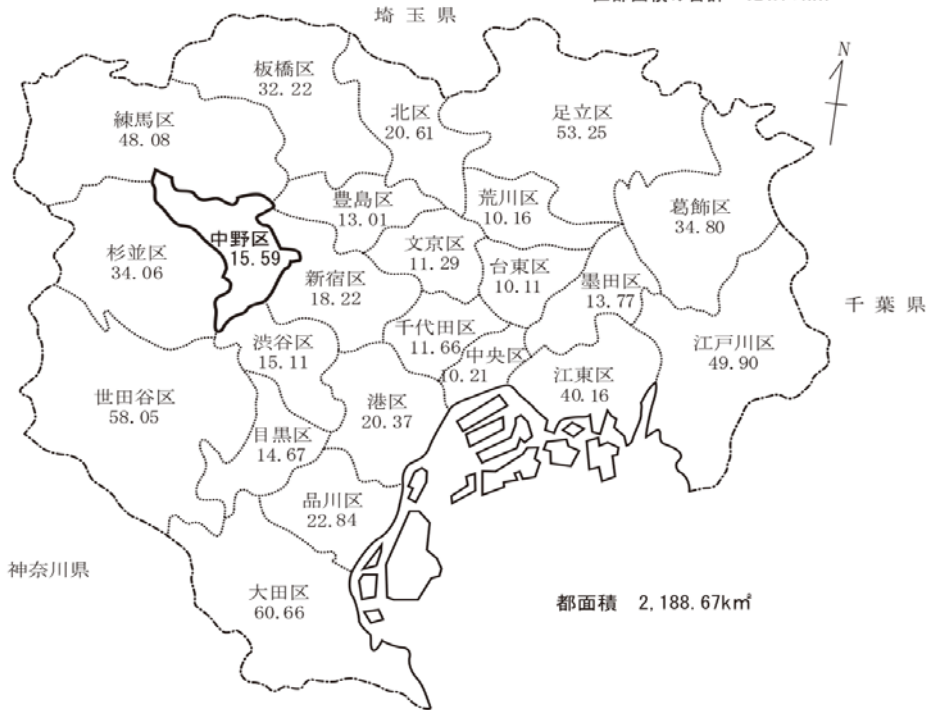 埼玉県
N
板橋区
32.22
北区
20.61
足立区
53.25
練馬区
48.08
豊島区
13.01
荒川区
10.16
葛飾区
34.80
中野区
15.59
文京区
11.29
台東区
10.11
杉並区
34.06
新宿区
18.22
墨田区
13.77
千葉県
千代田区
11.66
渋谷区
15.11
中央区
10.21
江戸川区
49.90
江東区
40.16
世田谷区
58.05
港区
20.37
目黒区
14.67
品川区
22.84
神奈川県
大田区
60.66
都面積 2,188.67k㎡